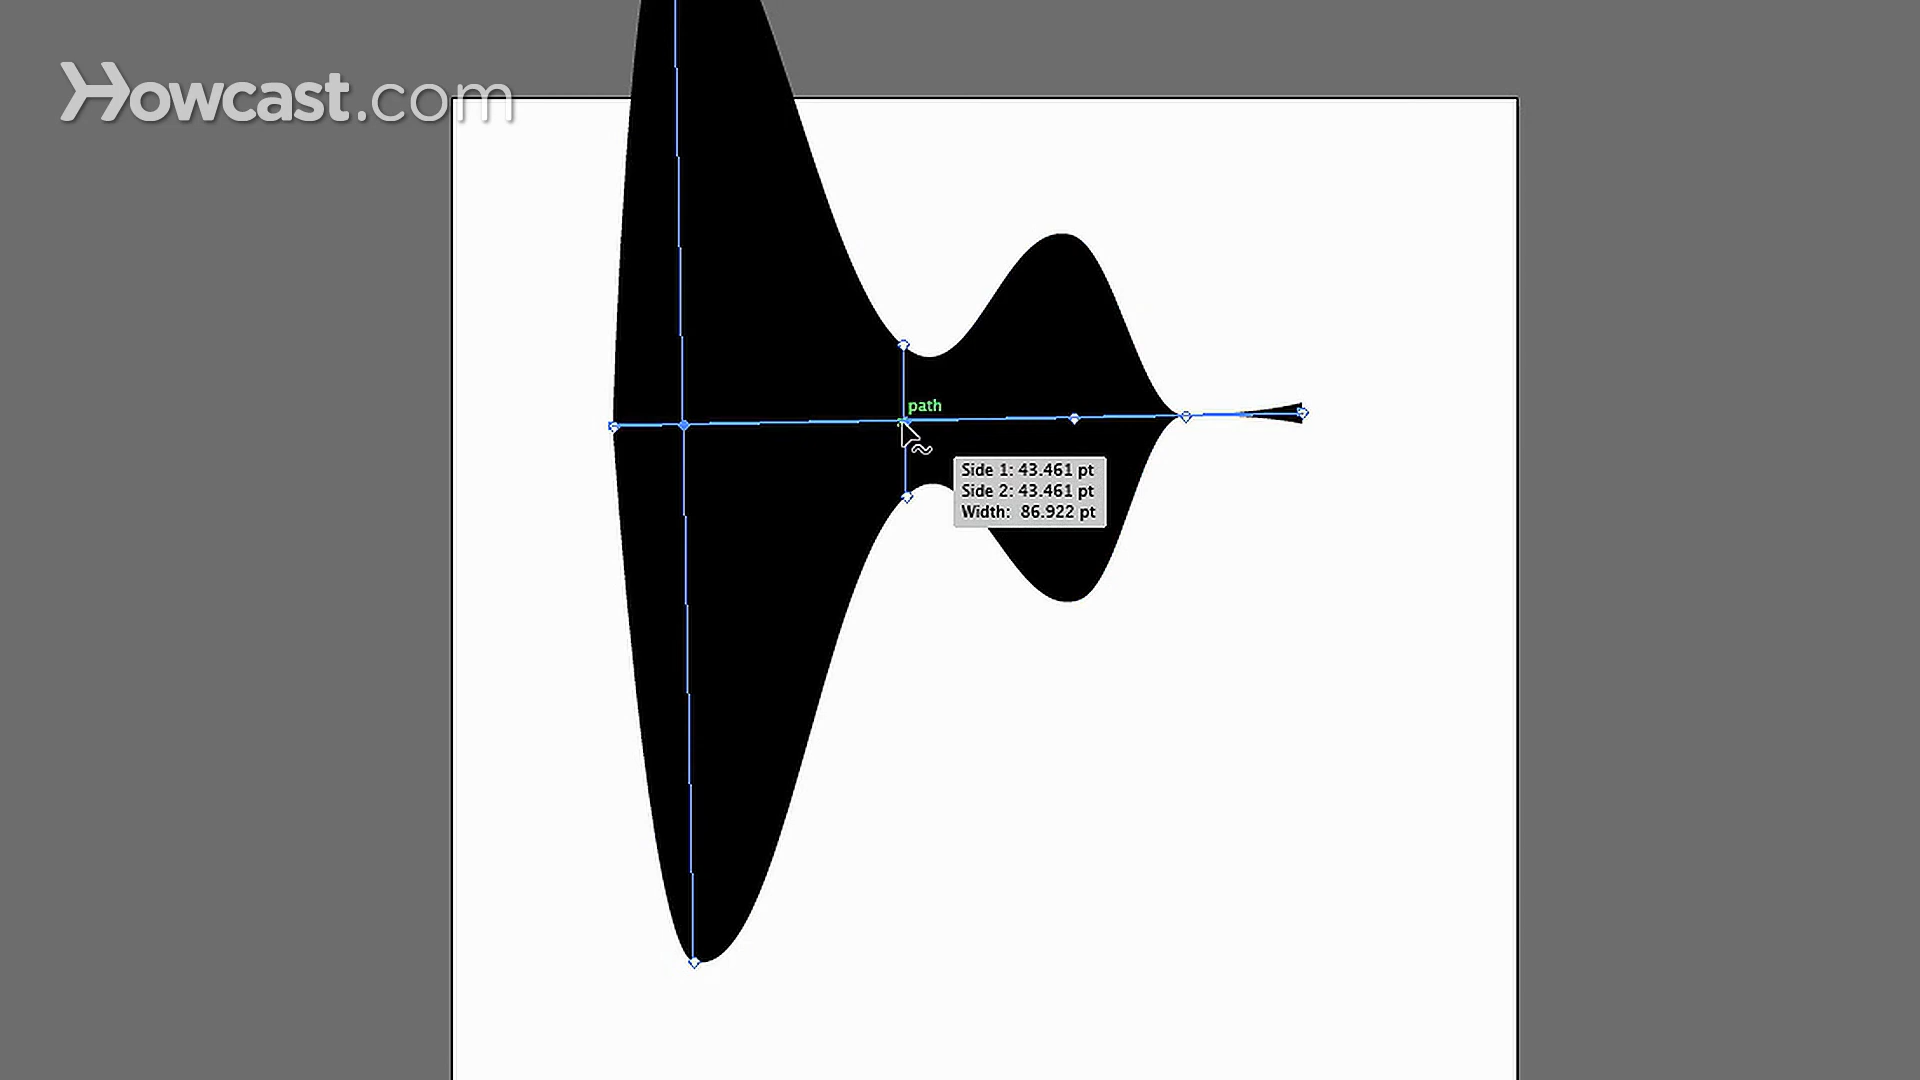 Howcast.com
path
Side 1: 43.461 pt
Side 2: 43.461 pt
Width: 86.922 pt